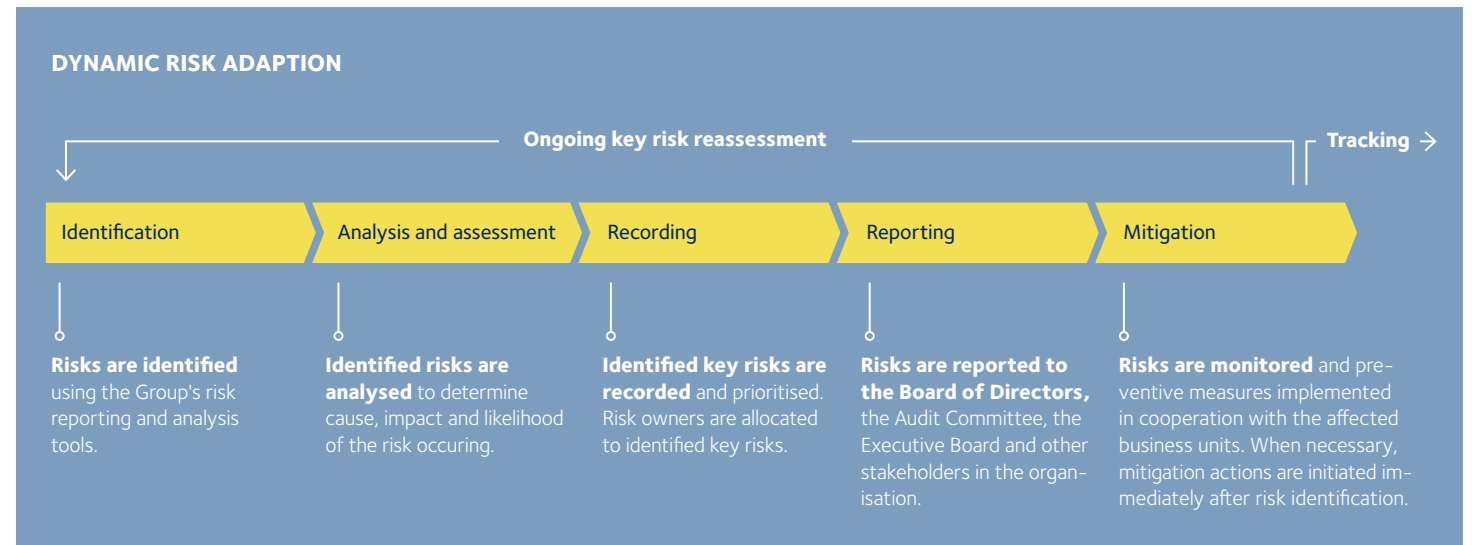 DYNAMIC RISK ADAPTION
Ongoing key risk reassessment
Tracking
Identification
Analysis and assessment
Recording
Reporting
Mitigation
Risks are identified
using the Group's risk
reporting and analysis
tools.
Identified risks are
analysed to determine
cause, impact and likelihood
of the risk occuring.
Identified key risks are
recorded and prioritised.
Risk owners are allocated
to identified key risks.
Risks are reported to
the Board of Directors,
the Audit Committee, the
Executive Board and other
stakeholders in the organ-
isation.
Risks are monitored and pre-
ventive measures implemented
in cooperation with the affected
business units. When necessary,
mitigation actions are initiated im-
mediately after risk identification.